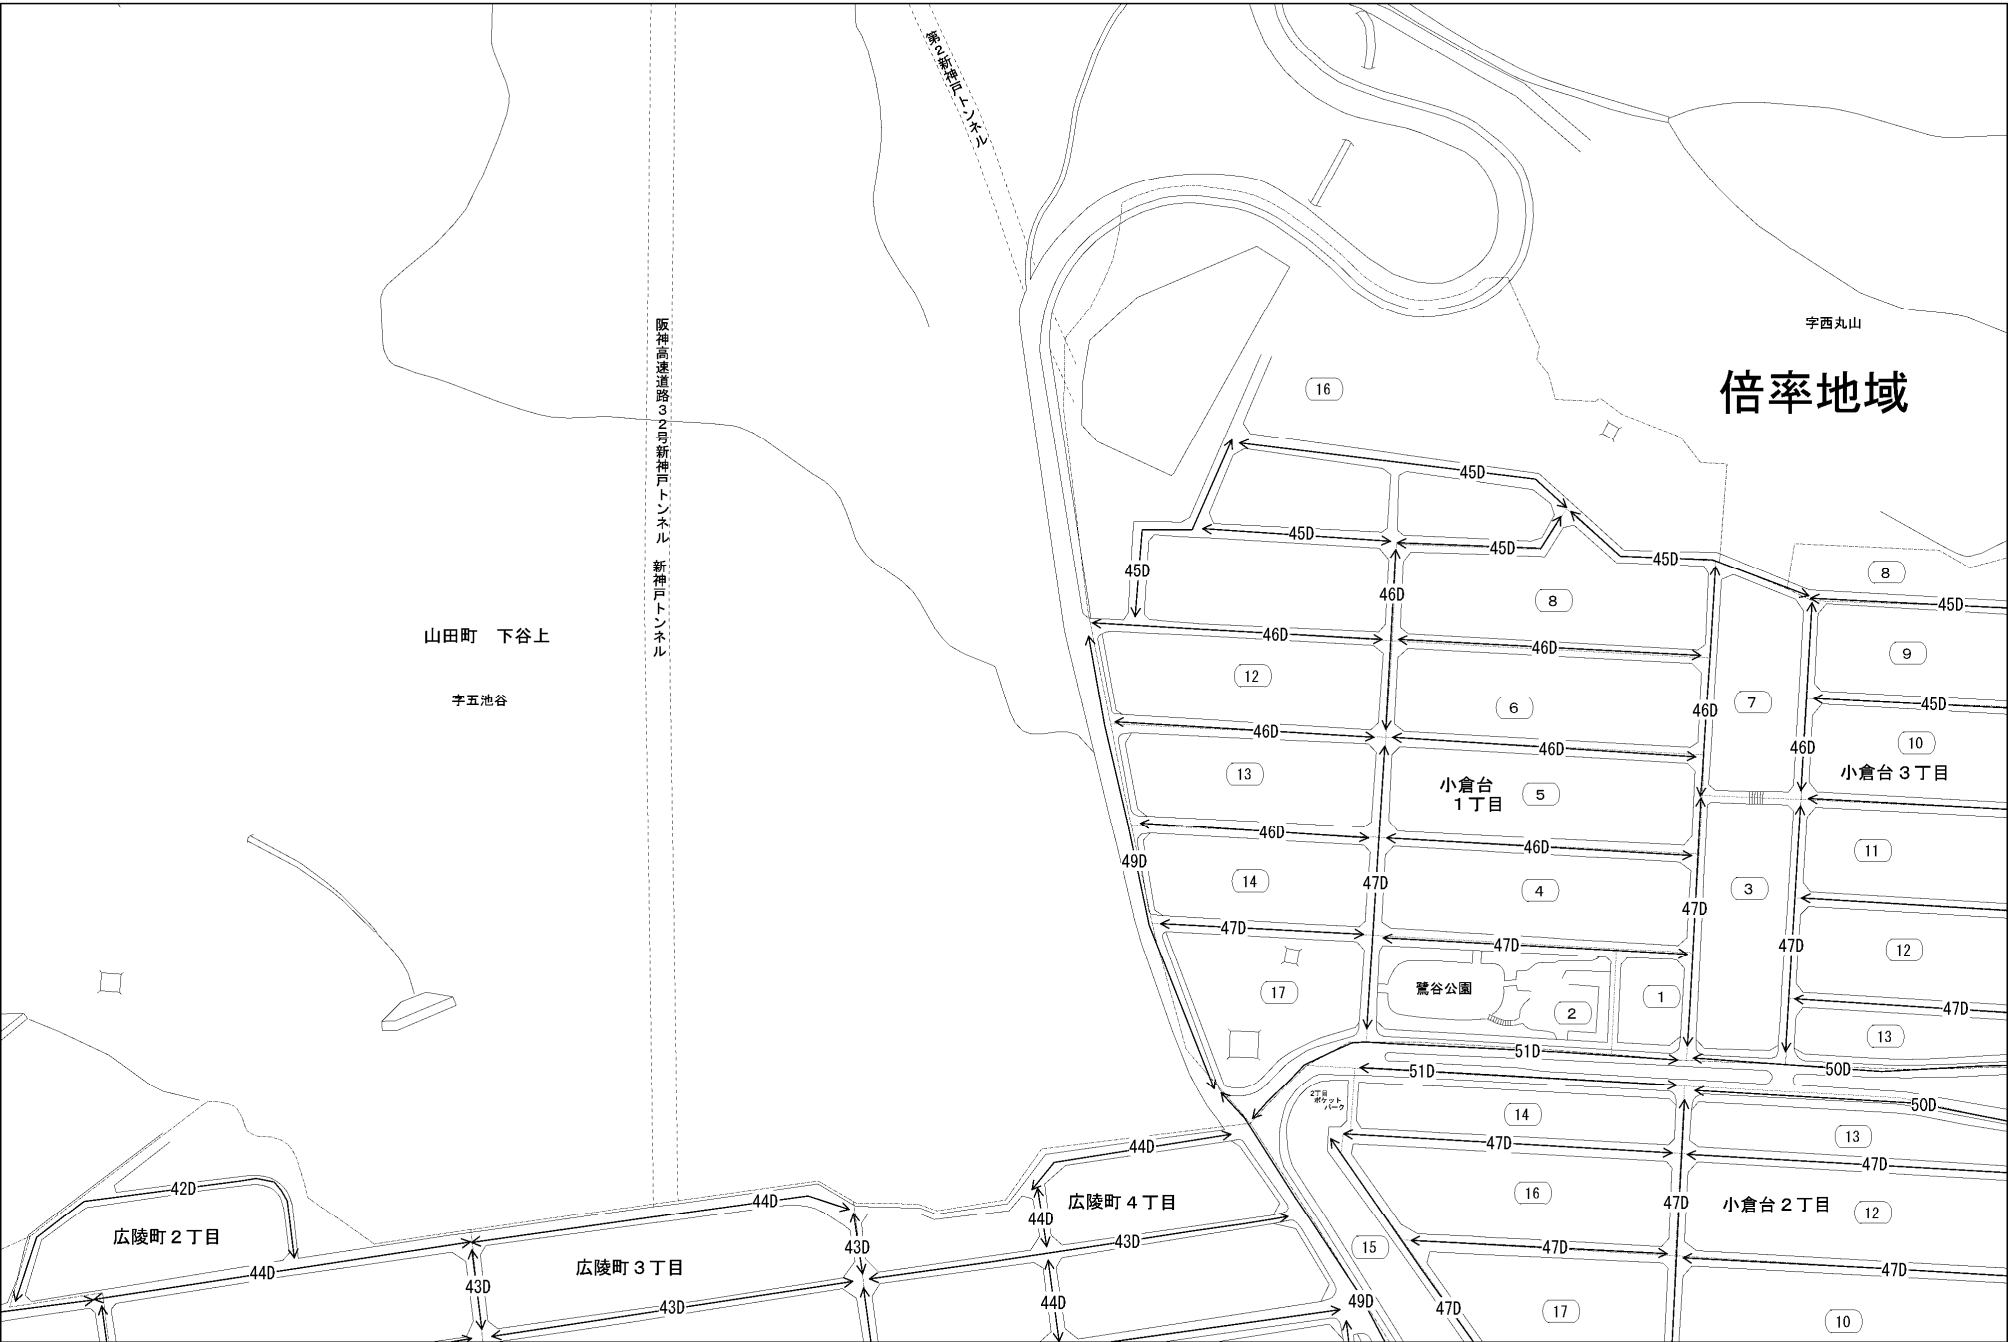 第2新神戸トンネル
阪神高速道路32号新神戸トンネル 新神戸トンネル
字西丸山
倍率地域
16
45D
45D
45D
45D
45D
46D
8
8
45D
山田町 下谷上
字五池谷
46D
46D
9
12
6
46D
7
45D
46D
46D
46D
10
13
小倉台
1丁目
5
小倉台3丁目
46D
46D
11
49D
14
47D
4
47D
3
47D
47D
47D
12
鷺谷公園
17
1
2
47D
13
51D
51D
50D
50D
2丁目
ポケット
パーク
14
13
44D
47D
47D
42D
44D
広陵町4丁目
16
47D
小倉台2丁目
12
広陵町2丁目
44D
43D
43D
15
47D
広陵町3丁目
44D
43D
47D
43D
44D
49D
47D
17
10